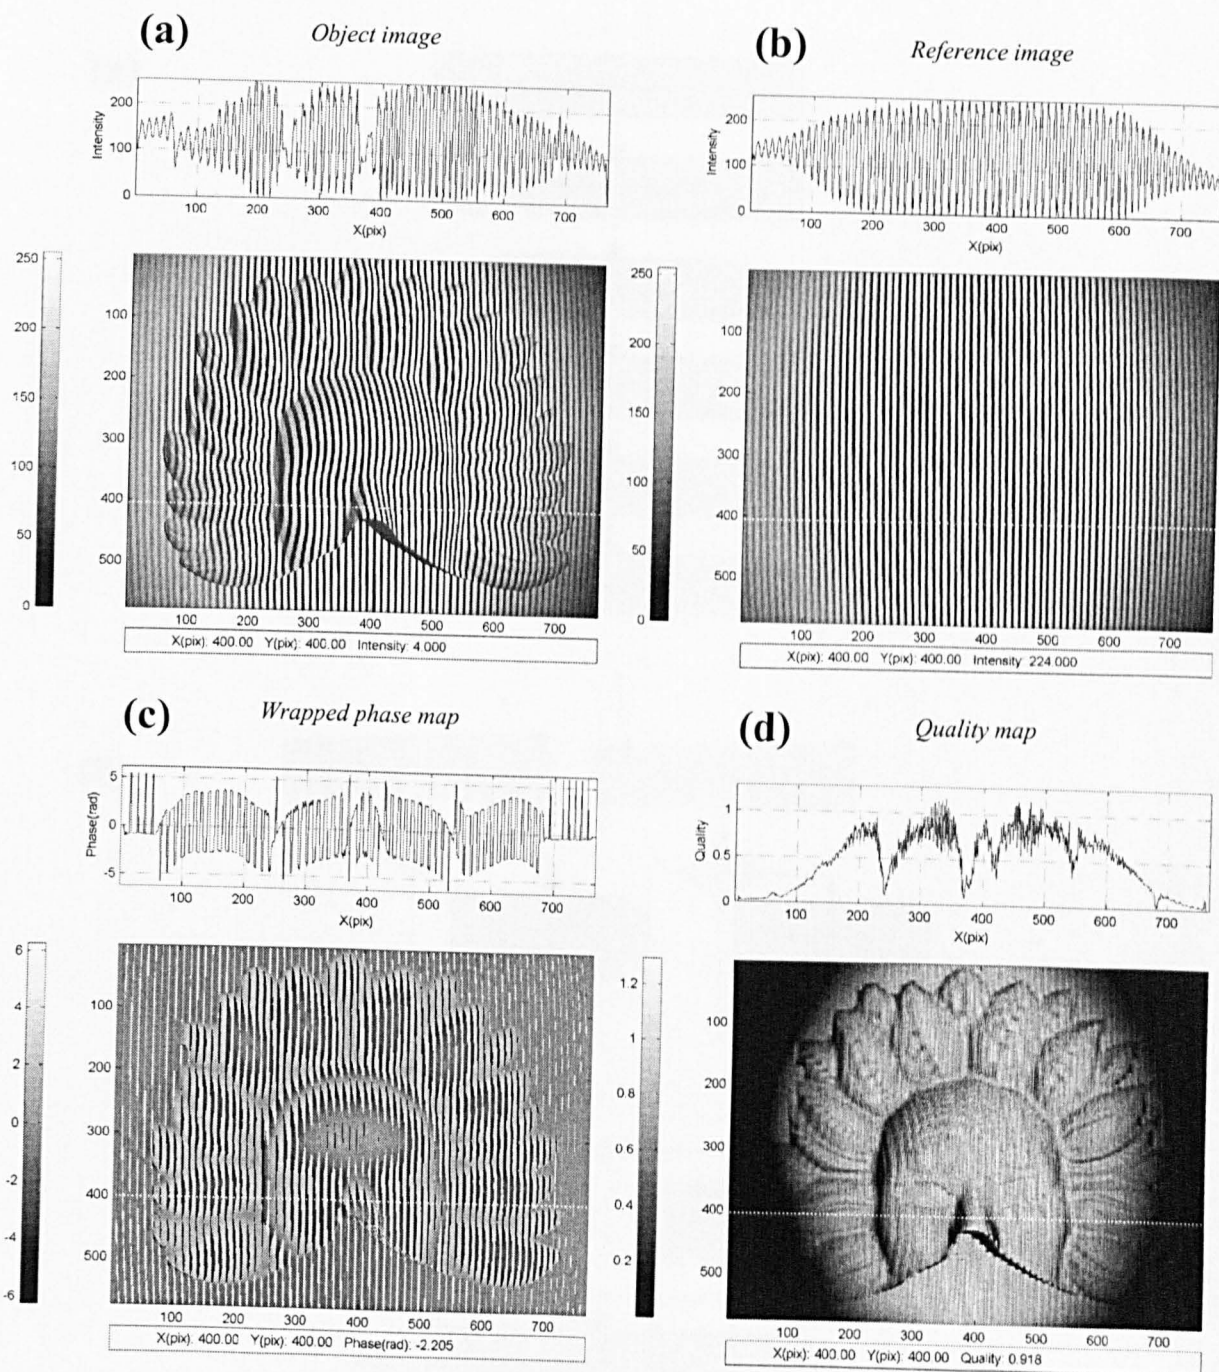 (a) Object image
Intensity
200
100
0
100 200 300 400 500 600 700
X(pix)
250
200
150
100
50
0
100
200
300
400
500
100 200 300 400 500 600 700
X(pix): 400.00 Y(pix): 400.00 Intensity: 4.000
(b) Reference image
Intensity
200
100
0
100 200 300 400 500 600 700
X(pix)
250
200
150
100
50
0
100
200
300
400
500
100 200 300 400 500 600 700
X(pix): 400.00 Y(pix): 400.00 Intensity: 224.000
(c) Wrapped phase map
Phase(rad)
5
0
-5
100 200 300 400 500 600 700
X(pix)
6
4
2
0
-2
-4
-6
100
200
300
400
500
100 200 300 400 500 600 700
X(pix): 400.00 Y(pix): 400.00 Phase(rad): -2.205
(d) Quality map
Quality
1
0.5
0
100 200 300 400 500 600 700
X(pix)
1.2
1
0.8
0.6
0.4
0.2
100
200
300
400
500
100 200 300 400 500 600 700
X(pix): 400.00 Y(pix): 400.00 Quality: 0.918